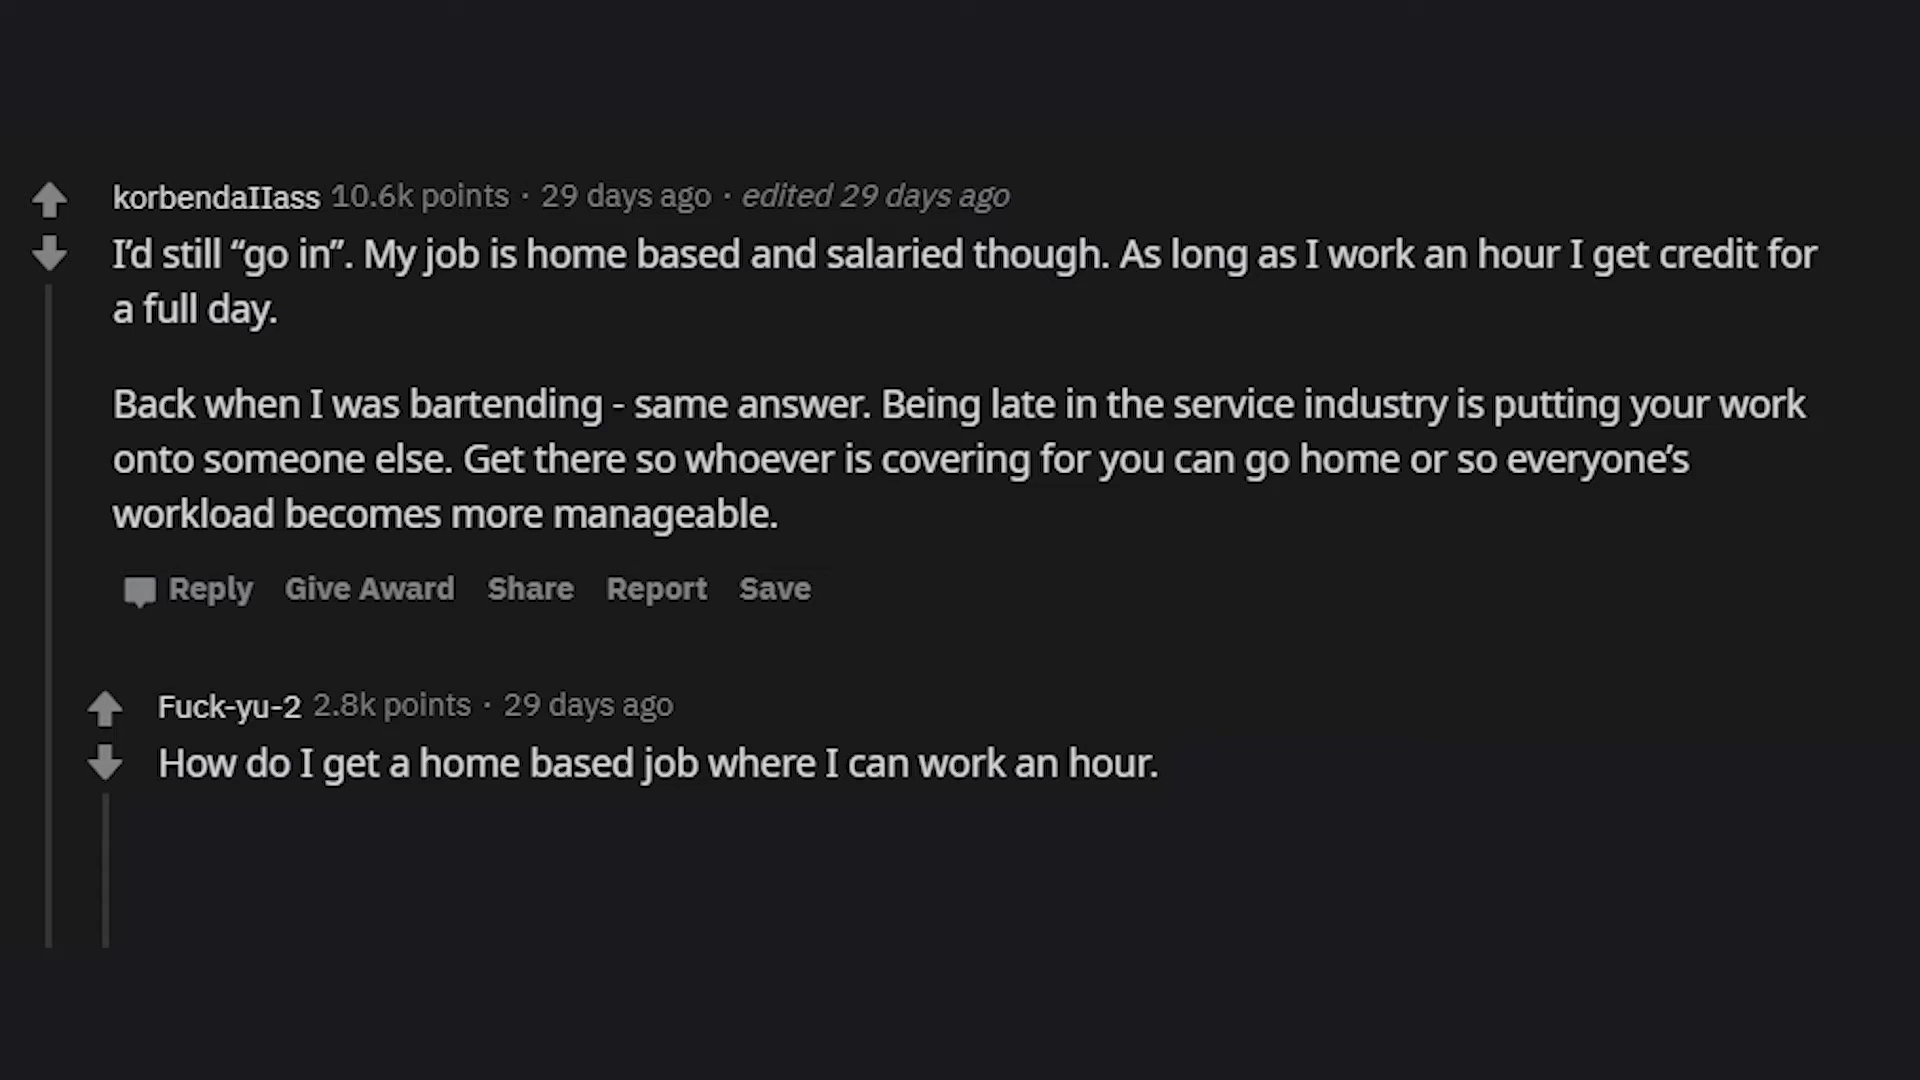 korbendaIIass 10.6k points · 29 days ago · edited 29 days ago
I’d still “go in”. My job is home based and salaried though. As long as I work an hour I get credit for
a full day.
Back when I was bartending - same answer. Being late in the service industry is putting your work
onto someone else. Get there so whoever is covering for you can go home or so everyone’s
workload becomes more manageable.
Reply Give Award Share Report Save
Fuck-yu-2 2.8k points · 29 days ago
How do I get a home based job where I can work an hour.